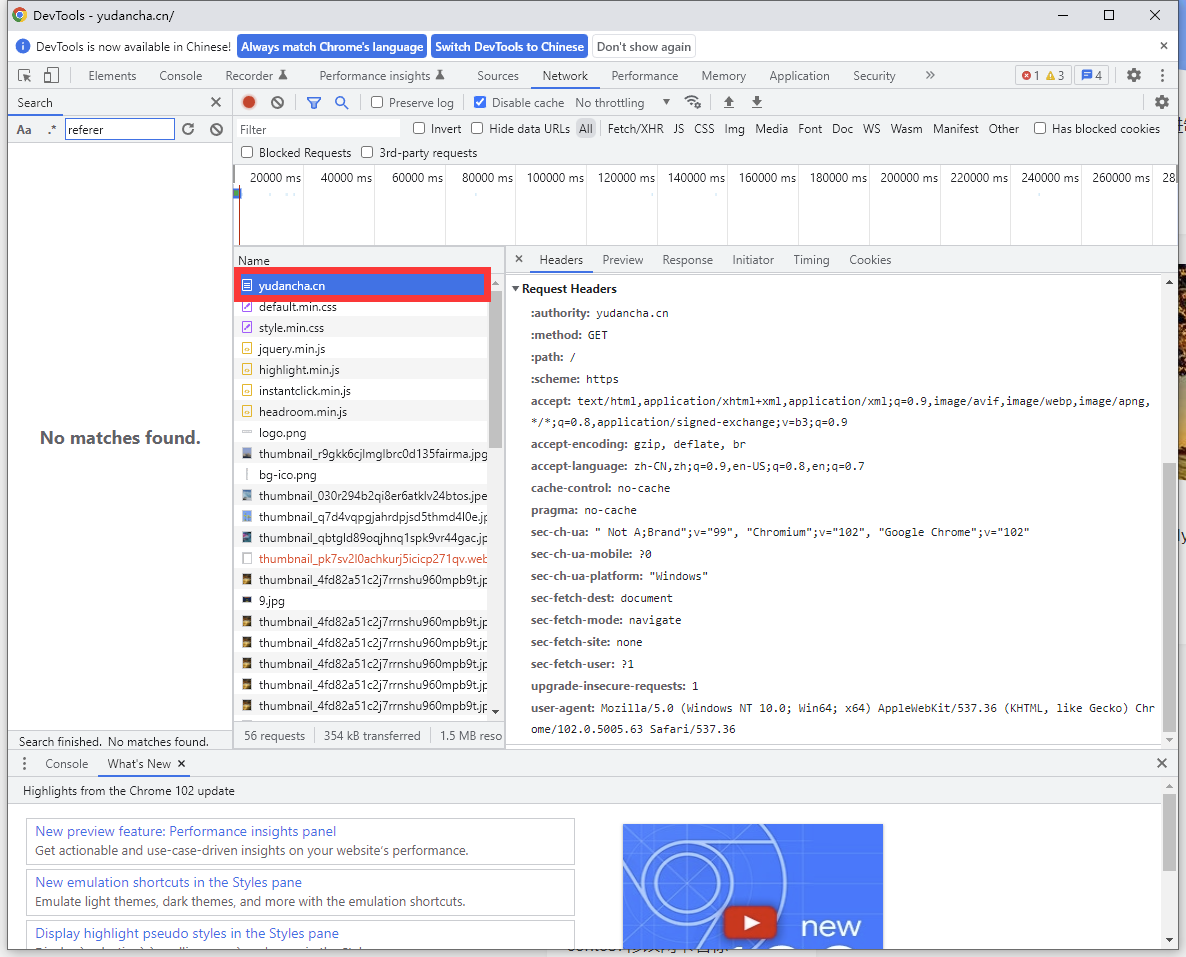 DevTools - yudancha.cn/
DevTools is now available in Chinese! Always match Chrome's language Switch DevTools to Chinese Don't show again
Elements Console Recorder Performance insights Sources Network Performance Memory Application Security » 1 3 4
Search
Preserve log Disable cache No throttling
Aa .* referer
Filter Invert Hide data URLs All Fetch/XHR JS CSS Img Media Font Doc WS Wasm Manifest Other Has blocked cookies
Blocked Requests 3rd-party requests
20000 ms 40000 ms 60000 ms 80000 ms 100000 ms 120000 ms 140000 ms 160000 ms 180000 ms 200000 ms 220000 ms 240000 ms 260000 ms 28
No matches found.
Search finished. No matches found.
Name
yudancha.cn
default.min.css
style.min.css
jquery.min.js
highlight.min.js
instantclick.min.js
headroom.min.js
logo.png
thumbnail_r9gkk6cjlmglbrc0d135fairma.jpg
bg-ico.png
thumbnail_030r294b2qi8er6atklv24btos.jpe
thumbnail_q7d4vqpgjahrdpjsd5thmd4l0e.jp
thumbnail_qbtgld89oqjhnq1spk9vr44gac.jp
thumbnail_pk7sv2l0achkurj5icicp271qv.web
thumbnail_4fd82a51c2j7rrnshu960mpb9t.jp
9.jpg
thumbnail_4fd82a51c2j7rrnshu960mpb9t.jp
thumbnail_4fd82a51c2j7rrnshu960mpb9t.jp
thumbnail_4fd82a51c2j7rrnshu960mpb9t.jp
thumbnail_4fd82a51c2j7rrnshu960mpb9t.jp
thumbnail_4fd82a51c2j7rrnshu960mpb9t.jp
56 requests 354 kB transferred 1.5 MB reso
Headers Preview Response Initiator Timing Cookies
Request Headers
:authority: yudancha.cn
:method: GET
:path: /
:scheme: https
accept: text/html,application/xhtml+xml,application/xml;q=0.9,image/avif,image/webp,image/apng,
*/*;q=0.8,application/signed-exchange;v=b3;q=0.9
accept-encoding: gzip, deflate, br
accept-language: zh-CN,zh;q=0.9,en-US;q=0.8,en;q=0.7
cache-control: no-cache
pragma: no-cache
sec-ch-ua: " Not A;Brand";v="99", "Chromium";v="102", "Google Chrome";v="102"
sec-ch-ua-mobile: ?0
sec-ch-ua-platform: "Windows"
sec-fetch-dest: document
sec-fetch-mode: navigate
sec-fetch-site: none
sec-fetch-user: ?1
upgrade-insecure-requests: 1
user-agent: Mozilla/5.0 (Windows NT 10.0; Win64; x64) AppleWebKit/537.36 (KHTML, like Gecko) Chr
ome/102.0.5005.63 Safari/537.36
Console What's New
Highlights from the Chrome 102 update
New preview feature: Performance insights panel
Get actionable and use-case-driven insights on your website's performance.
New emulation shortcuts in the Styles pane
Emulate light themes, dark themes, and more with the emulation shortcuts.
Display highlight pseudo styles in the Styles pane
new